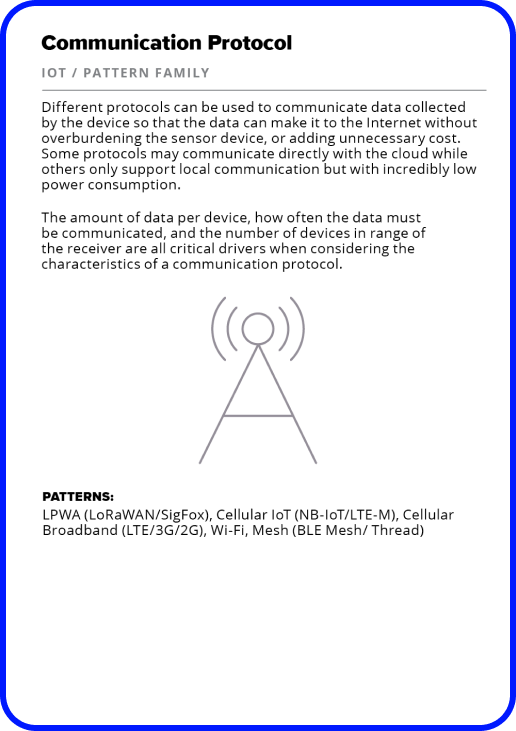 Communication Protocol
IOT / PATTERN FAMILY
Different protocols can be used to communicate data collected
by the device so that the data can make it to the Internet without
overburdening the sensor device, or adding unnecessary cost.
Some protocols may communicate directly with the cloud while
others only support local communication but with incredibly low
power consumption.
The amount of data per device, how often the data must
be communicated, and the number of devices in range of
the receiver are all critical drivers when considering the
characteristics of a communication protocol.
PATTERNS:
LPWA (LoRaWAN/SigFox), Cellular IoT (NB-IoT/LTE-M), Cellular
Broadband (LTE/3G/2G), Wi-Fi, Mesh (BLE Mesh/ Thread)